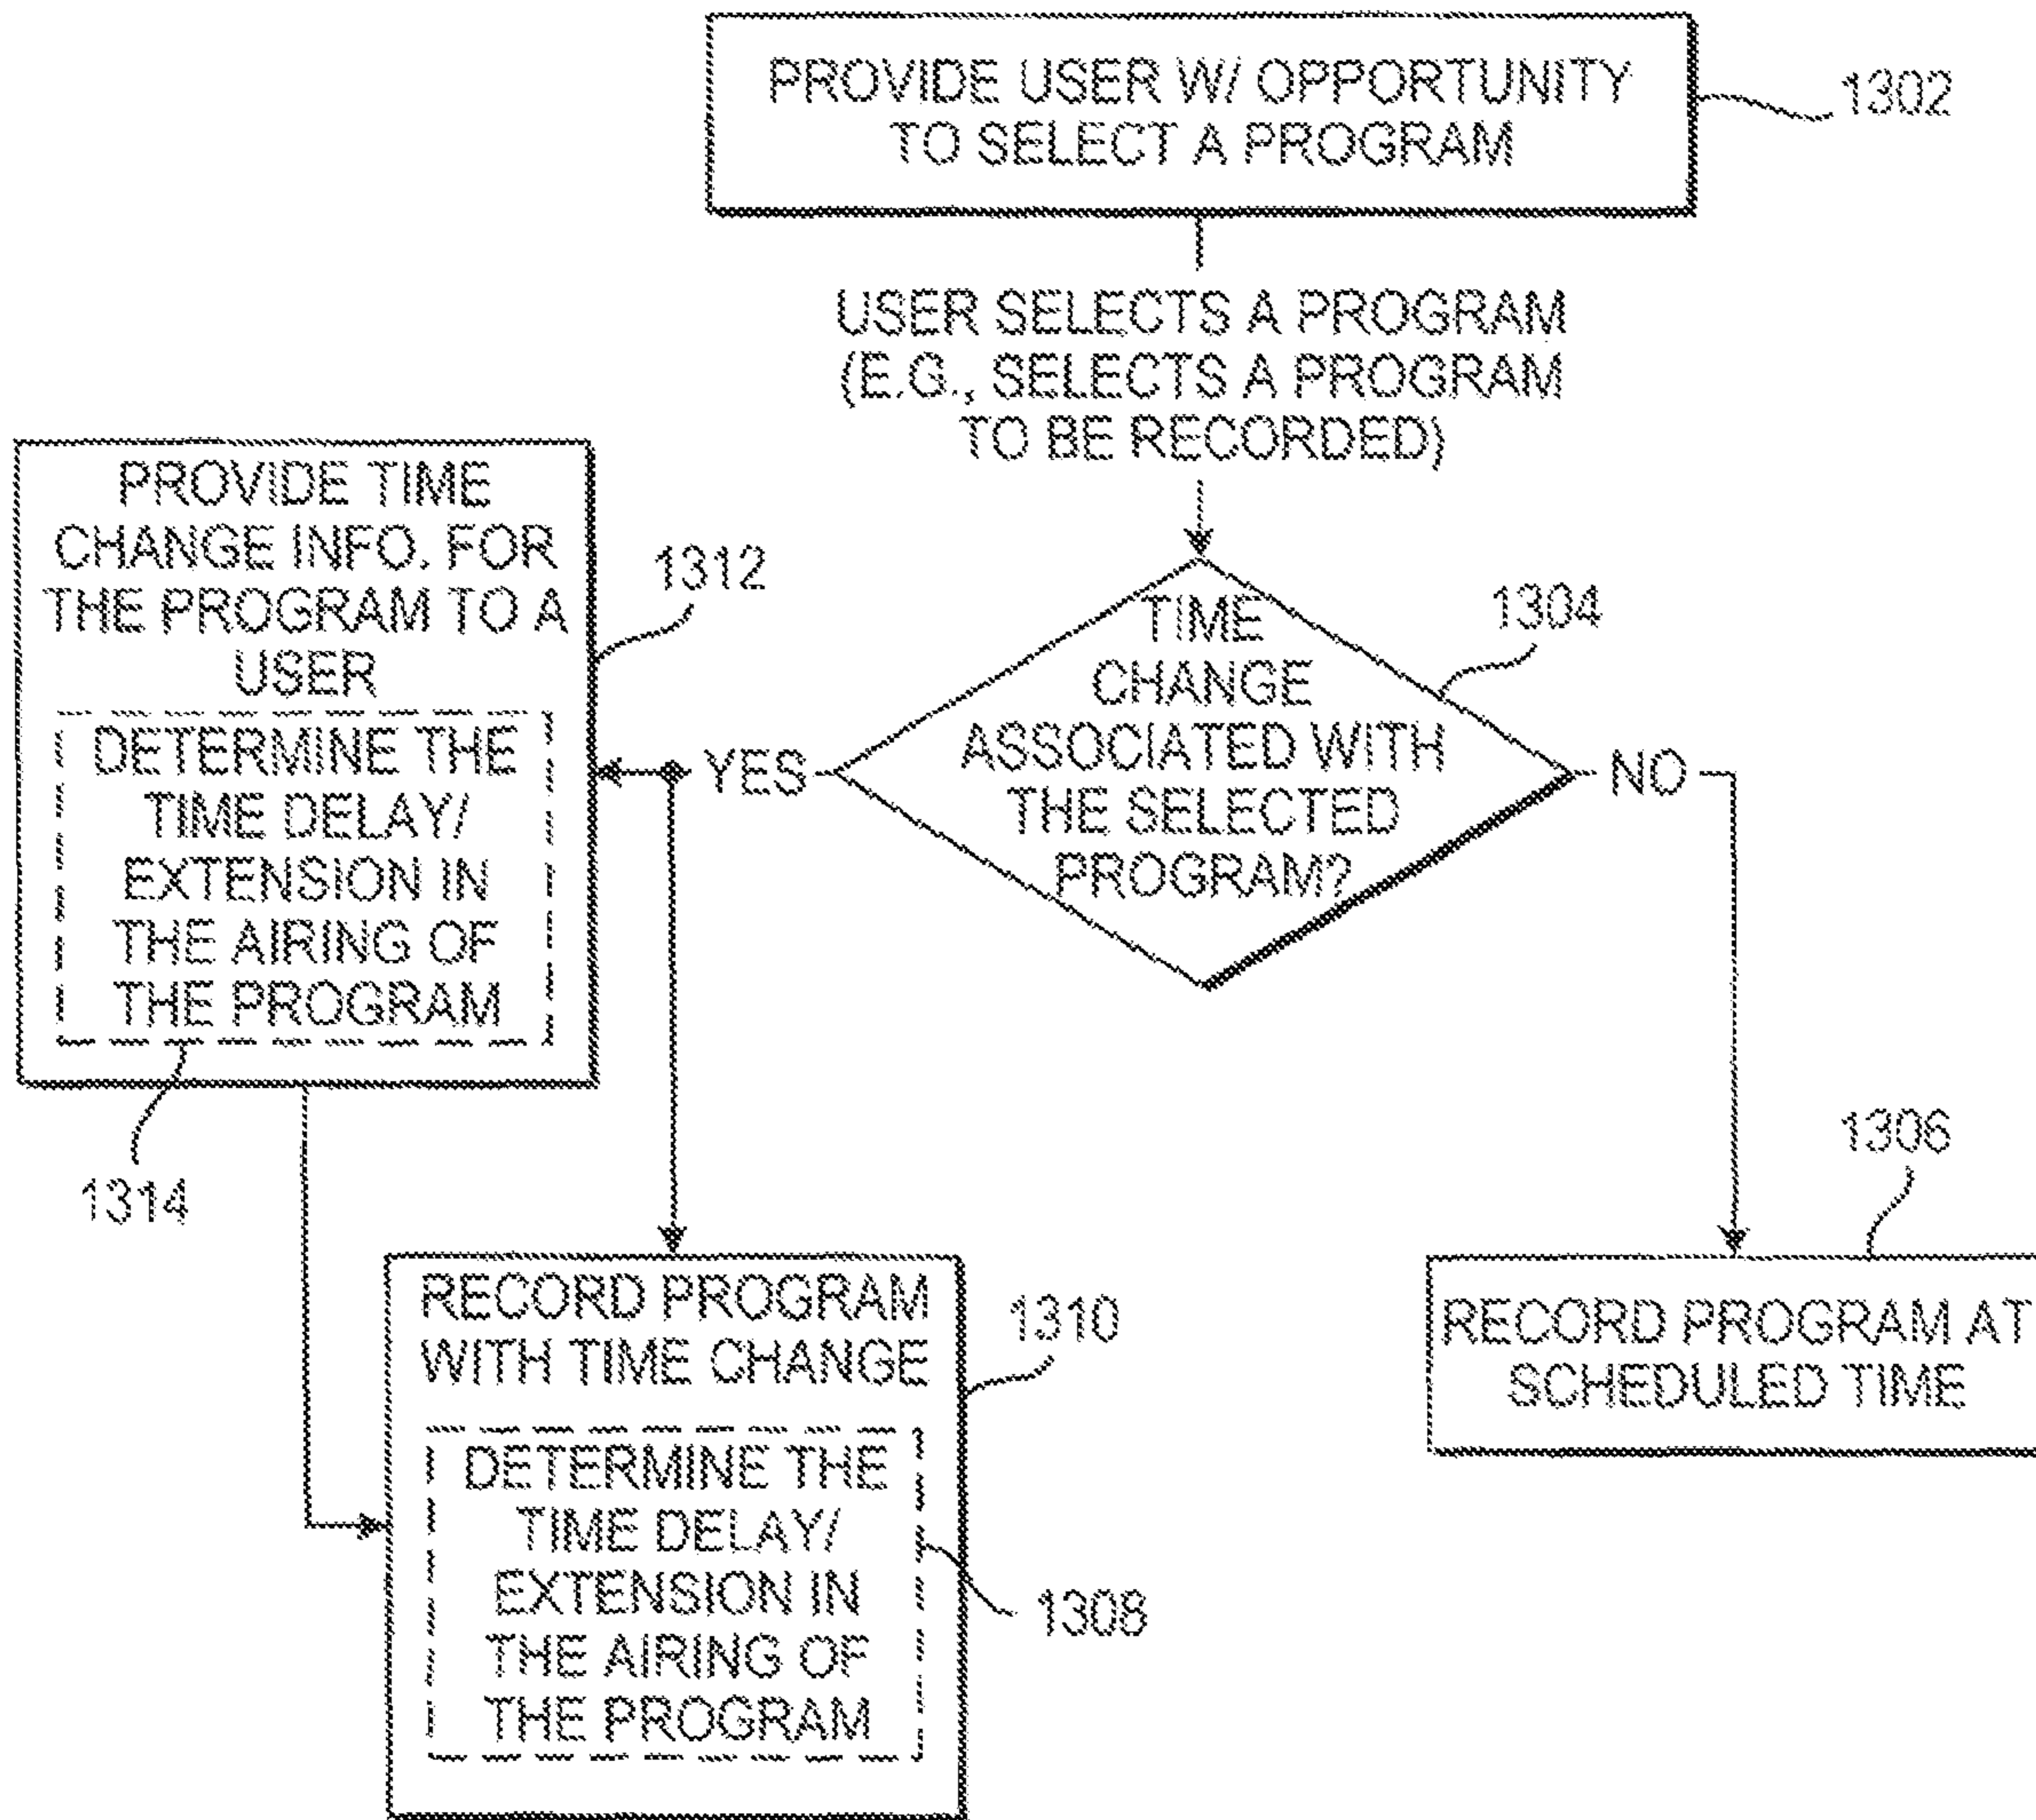 PROVIDE USER W/ OPPORTUNITY
TO SELECT A PROGRAM
1302
USER SELECTS A PROGRAM
(E.G., SELECTS A PROGRAM
TO BE RECORDED)
PROVIDE TIME
CHANGE INFO. FOR
THE PROGRAM TO A
USER
1312
DETERMINE THE
TIME DELAY/
EXTENSION IN
THE AIRING OF
THE PROGRAM
1314
YES
TIME
CHANGE
ASSOCIATED WITH
THE SELECTED
PROGRAM?
1304
NO
1306
RECORD PROGRAM AT
SCHEDULED TIME
RECORD PROGRAM
WITH TIME CHANGE
1310
DETERMINE THE
TIME DELAY/
EXTENSION IN
THE AIRING OF
THE PROGRAM
1308